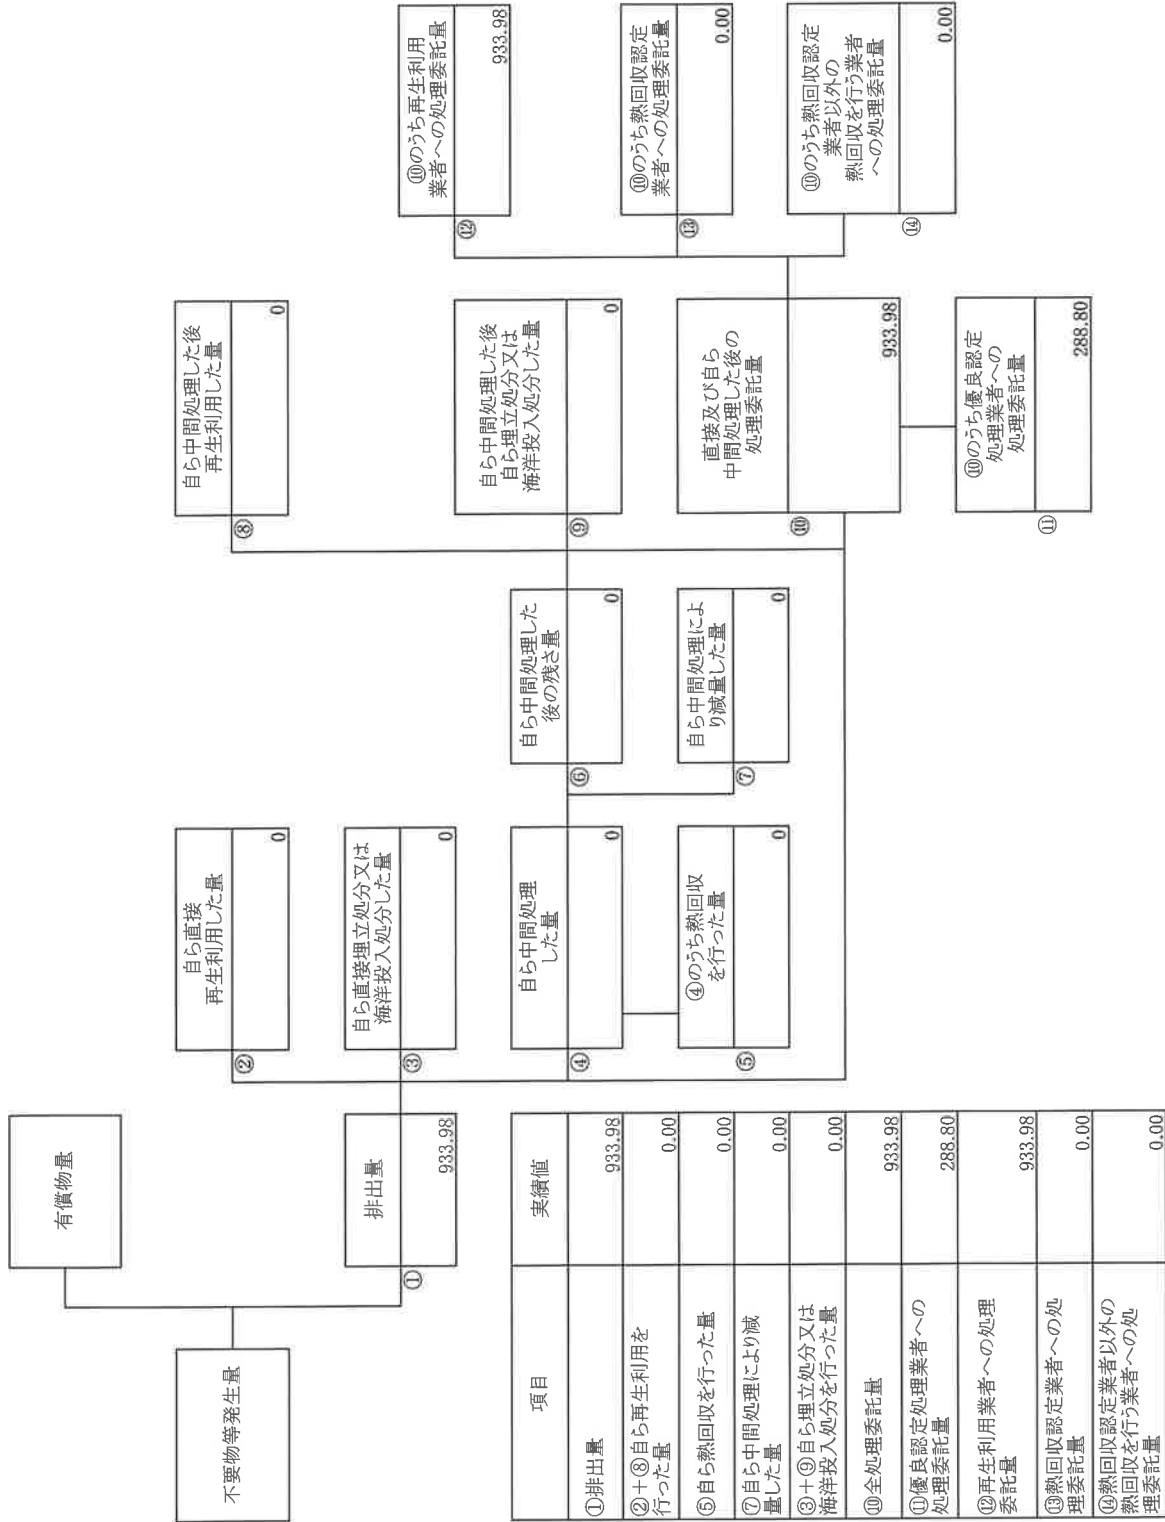 不要物等発生量
有償物量
排出量
①
933.98
自ら直接
再生利用した量
②
0
自ら直接埋立処分又は
海洋投入処分した量
③
0
自ら中間処理
した量
④
0
④のうち熱回収
を行った量
⑤
0
自ら中間処理した
後の残さ量
⑥
0
自ら中間処理によ
り減量した量
⑦
0
自ら中間処理した後
再生利用した量
⑧
0
自ら中間処理した後
自ら埋立処分又は
海洋投入処分した量
⑨
0
直接及び自ら
中間処理した後の
処理委託量
⑩
933.98
⑩のうち優良認定
処理業者への
処理委託量
⑪
288.80
⑩のうち再生利用
業者への処理委託量
⑫
933.98
⑩のうち熱回収認定
業者への処理委託量
⑬
0.00
⑩のうち熱回収認定
業者以外の
熱回収を行う業者
への処理委託量
⑭
0.00
項目
実績値
①排出量
933.98
②+⑧自ら再生利用を
行った量
0.00
⑤自ら熱回収を行った量
0.00
⑦自ら中間処理により減
量した量
0.00
③+⑨自ら埋立処分又は
海洋投入処分を行った量
0.00
⑩全処理委託量
933.98
⑪優良認定処理業者への
処理委託量
288.80
⑫再生利用業者への処理
委託量
933.98
⑬熱回収認定業者への処
理委託量
0.00
⑭熱回収認定業者以外の
熱回収を行う業者への処
理委託量
0.00